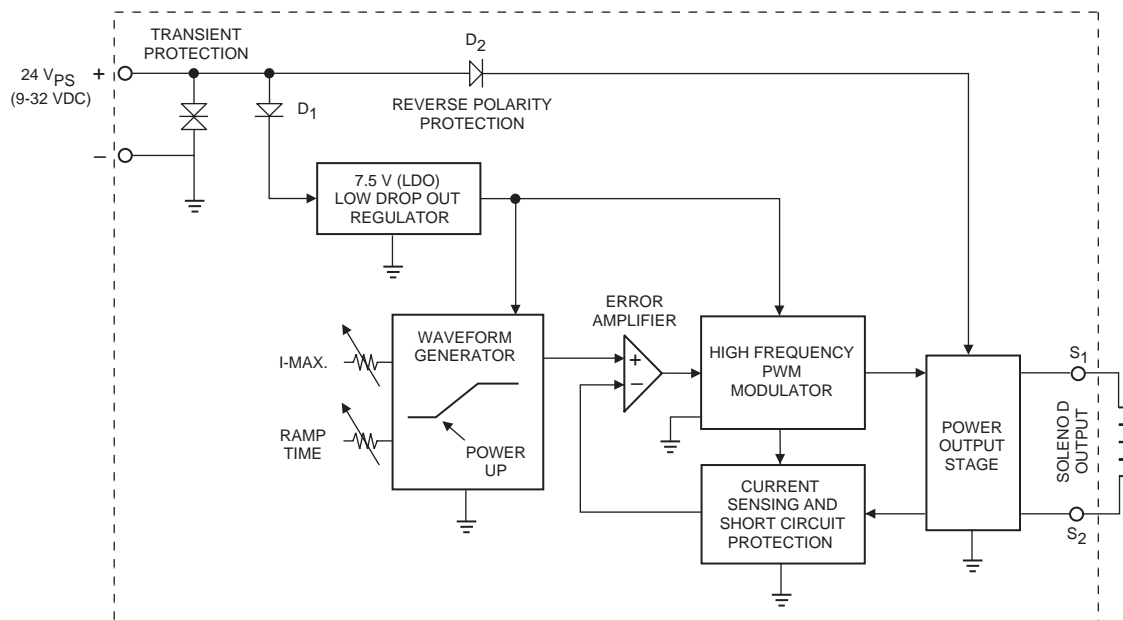 TRANSIENT
PROTECTION
D2
24 VPS
(9-32 VDC)
+
−
D1
REVERSE POLARITY
PROTECTION
7.5 V (LDO)
LOW DROP OUT
REGULATOR
ERROR
AMPLIFIER
I-MAX.
RAMP
TIME
WAVEFORM
GENERATOR
POWER
UP
+
−
HIGH FREQUENCY
PWM
MODULATOR
CURRENT
SENSING AND
SHORT CIRCUIT
PROTECTION
POWER
OUTPUT
STAGE
S1
SOLENO D
OUTPUT
S2